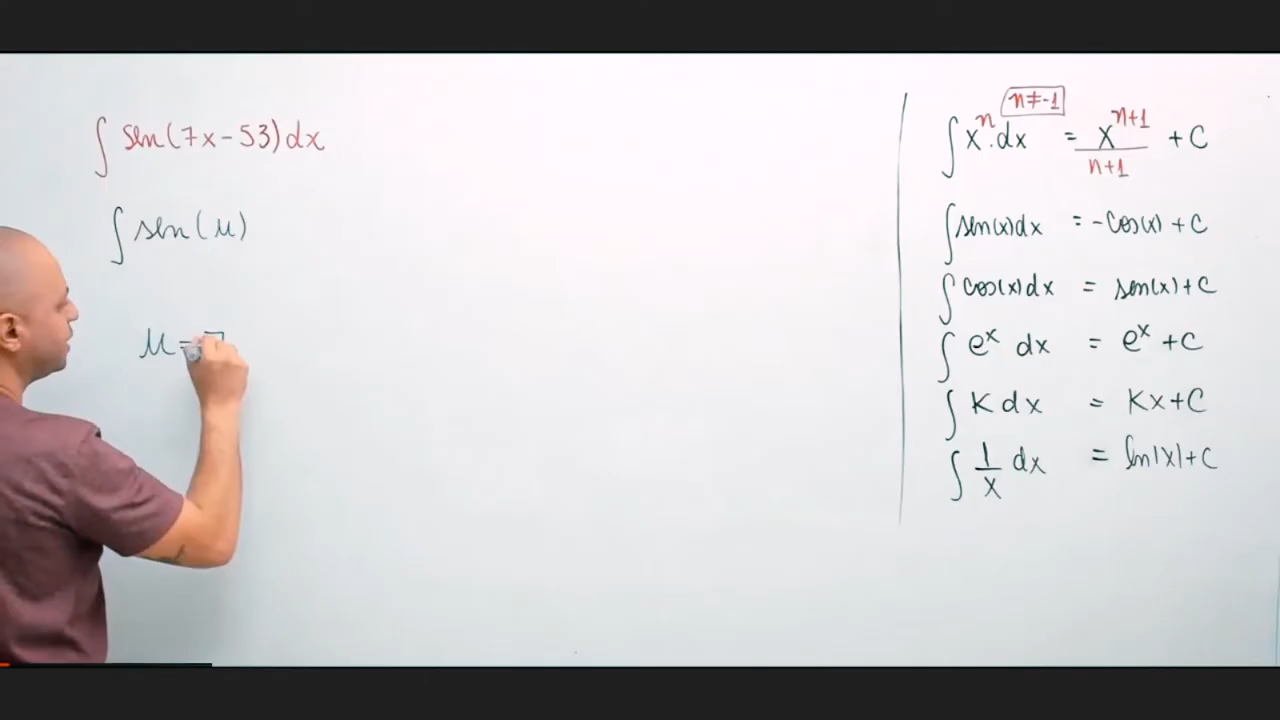 ∫ sen(7x-53)dx
∫ sen(u)
u=7
n≠-1
∫ xⁿ.dx = xⁿ⁺¹/n+1 + C
∫ sen(x)dx = -cos(x) + C
∫ cos(x)dx = sen(x)+C
∫ eˣ dx = eˣ + C
∫ K dx = Kx+C
∫ 1/x dx = ln|x|+C